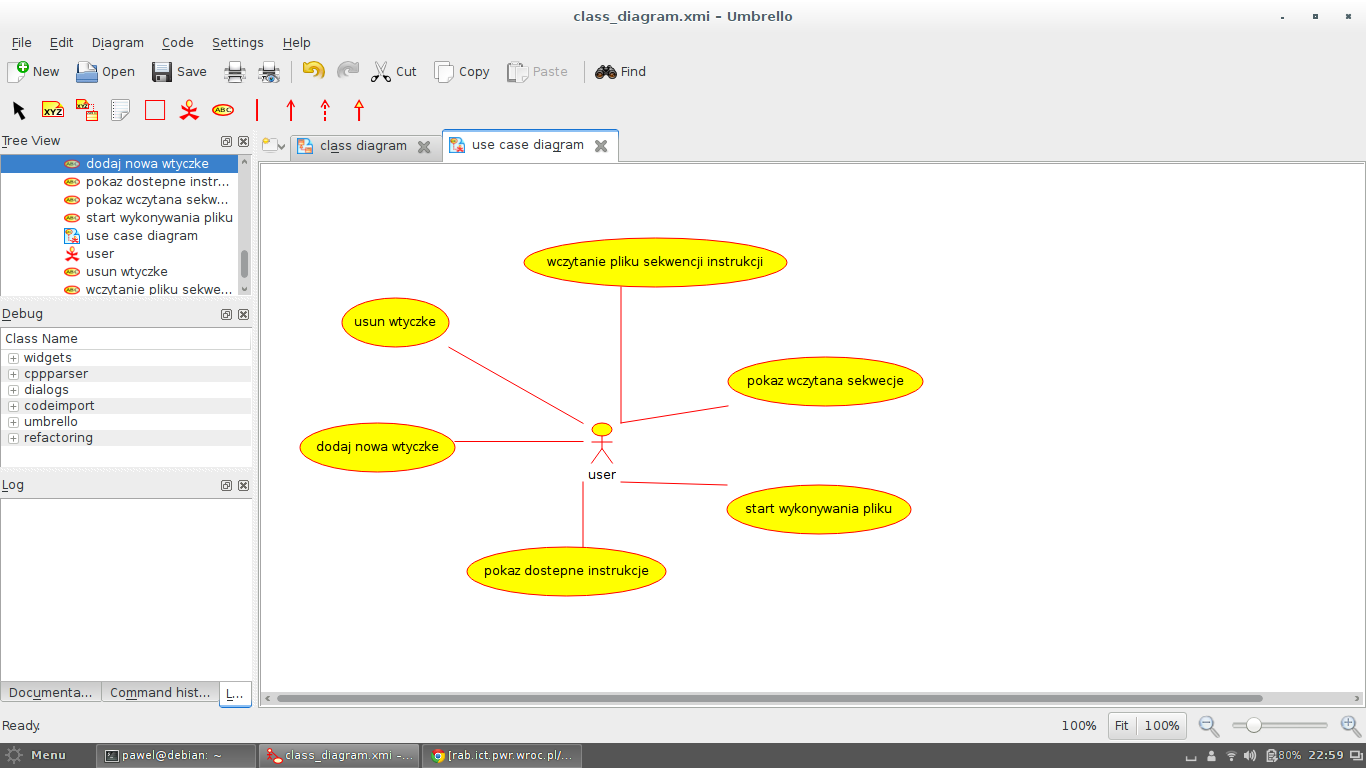 class_diagram.xmi – Umbrello
File Edit Diagram Code Settings Help
New Open Save Cut Copy Paste Find
XYZ XYZ ABC
Tree View
class diagram use case diagram
dodaj nowa wtyczke
pokaz dostepne instr...
pokaz wczytana sekw...
start wykonywania pliku
use case diagram
user
usun wtyczke
wczytanie pliku sekwe...
Debug
Class Name
widgets
cppparser
dialogs
codeimport
umbrello
refactoring
Log
wczytanie pliku sekwencji instrukcji
usun wtyczke
pokaz wczytana sekwecje
dodaj nowa wtyczke
user
start wykonywania pliku
pokaz dostepne instrukcje
Documenta... Command hist... L...
Ready.
100% Fit 100%
Menu pawel@debian: ~ class_diagram.xmi –... [rab.ict.pwr.wroc.pl/... 80% 22:59